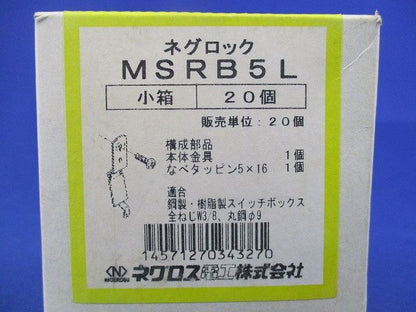 ネグロック
MSRB5L
小箱 20個
販売単位：20個
構成部品
本体金具 1個
なべタッピン5×16 1個
適合
鋼製・樹脂製スイッチボックス
全ねじW3/8、丸鋼φ9
14571270343270
ネグロス電工株式会社